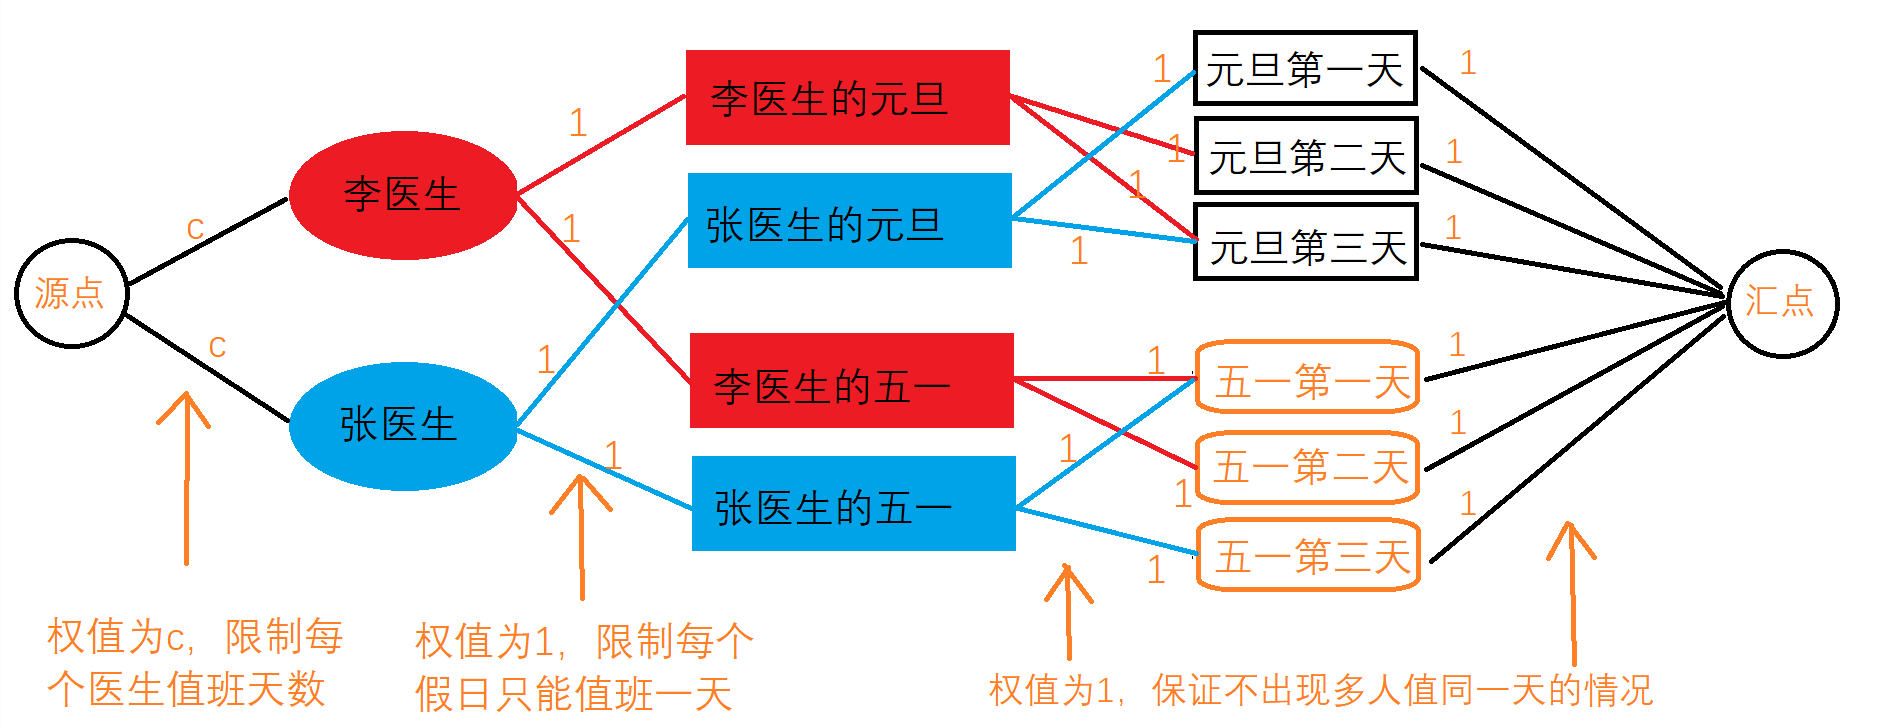 源点
c
c
李医生
张医生
1
1
1
1
李医生的元旦
张医生的元旦
李医生的五一
张医生的五一
1
1
1
1
1
1
1
1
元旦第一天
元旦第二天
元旦第三天
五一第一天
五一第二天
五一第三天
1
1
1
1
1
1
汇点
权值为c, 限制每
个医生值班天数
权值为1, 限制每个
假日只能值班一天
权值为1, 保证不出现多人值同一天的情况